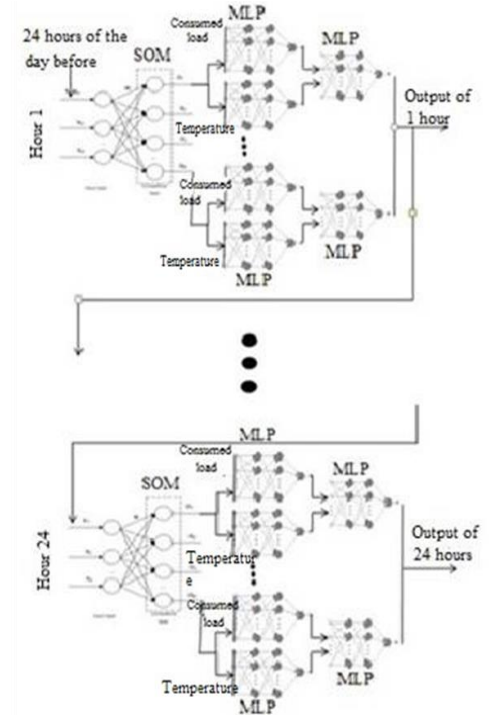 MLP
Consumed
load
24 hours of the
day before
SOM
MLP
Output of
1 hour
Hour 1
Temperature
Consumed
load
Temperature
MLP
MLP
MLP
Consumed
load
SOM
MLP
Output of
24 hours
Hour 24
Temperatur
e
Consumed
load
Temperature
MLP
MLP